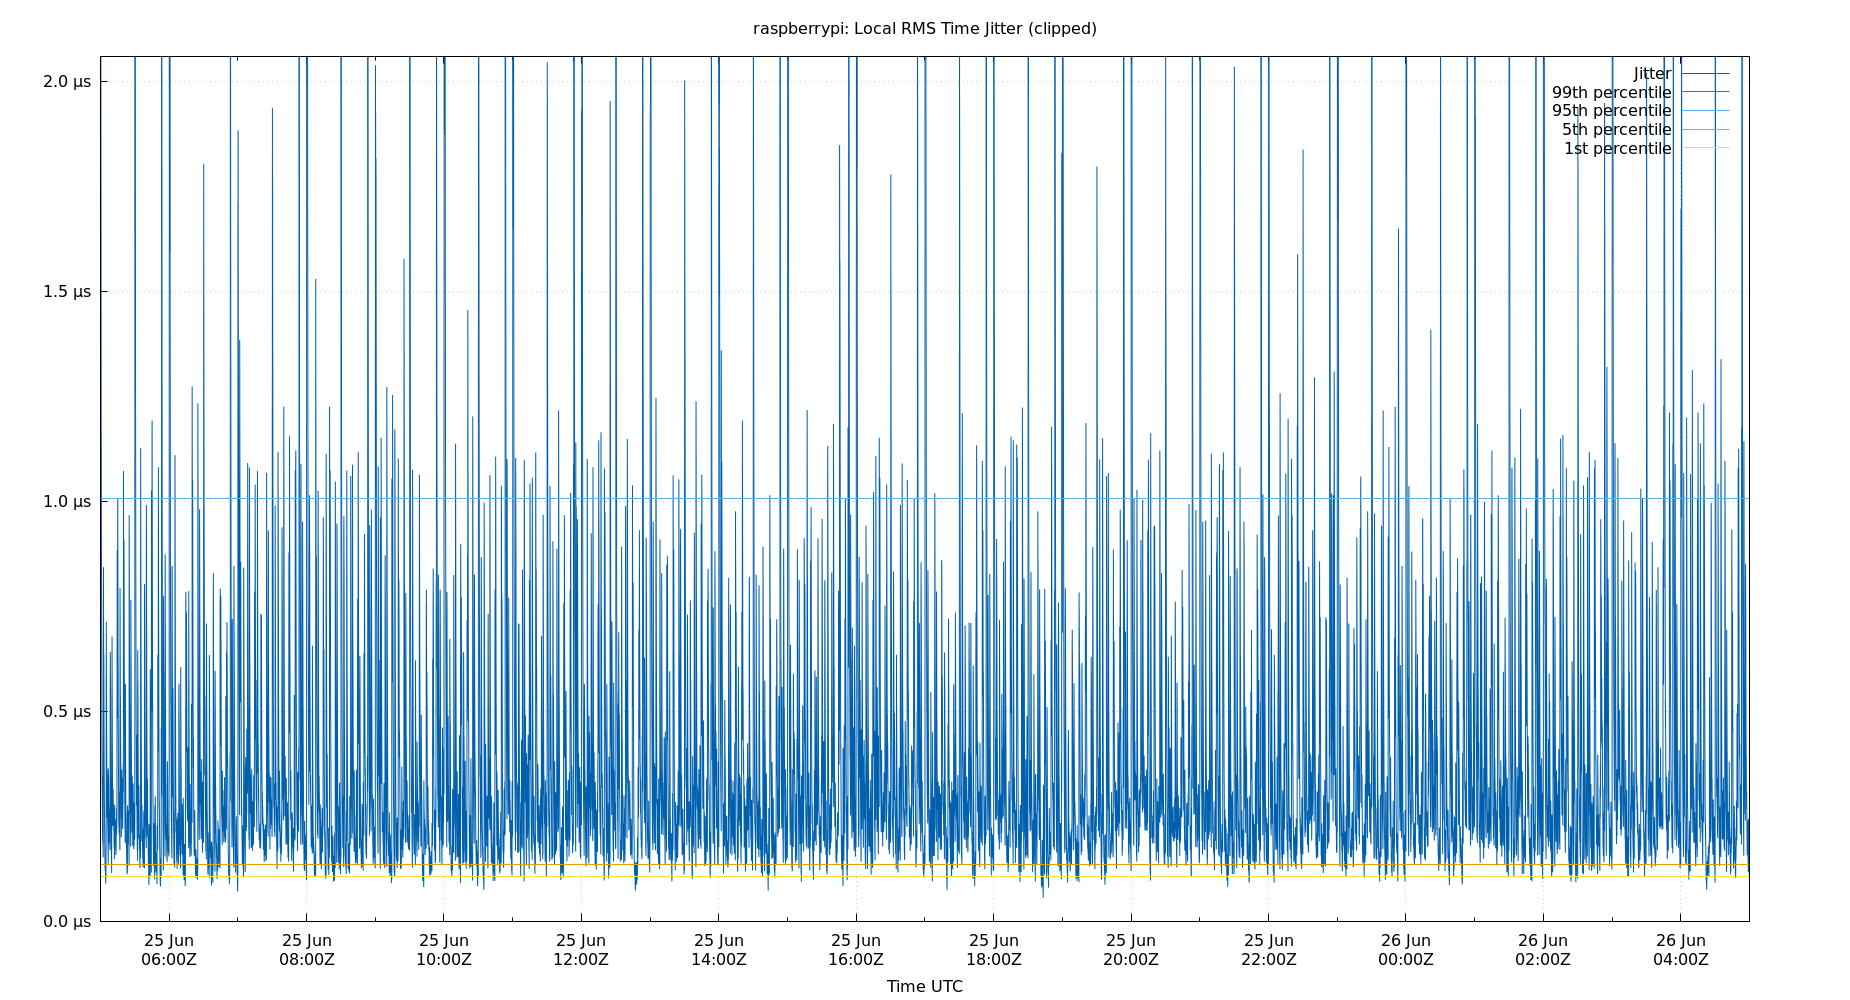 raspberrypi: Local RMS Time Jitter (clipped)
2.0 μs
1.5 μs
1.0 μs
0.5 μs
0.0 μs
Jitter
99th percentile
95th percentile
5th percentile
1st percentile
25 Jun 25 Jun 25 Jun 25 Jun 25 Jun 25 Jun 25 Jun 25 Jun 25 Jun 26 Jun 26 Jun 26 Jun
06:00Z 08:00Z 10:00Z 12:00Z 14:00Z 16:00Z 18:00Z 20:00Z 22:00Z 00:00Z 02:00Z 04:00Z
Time UTC